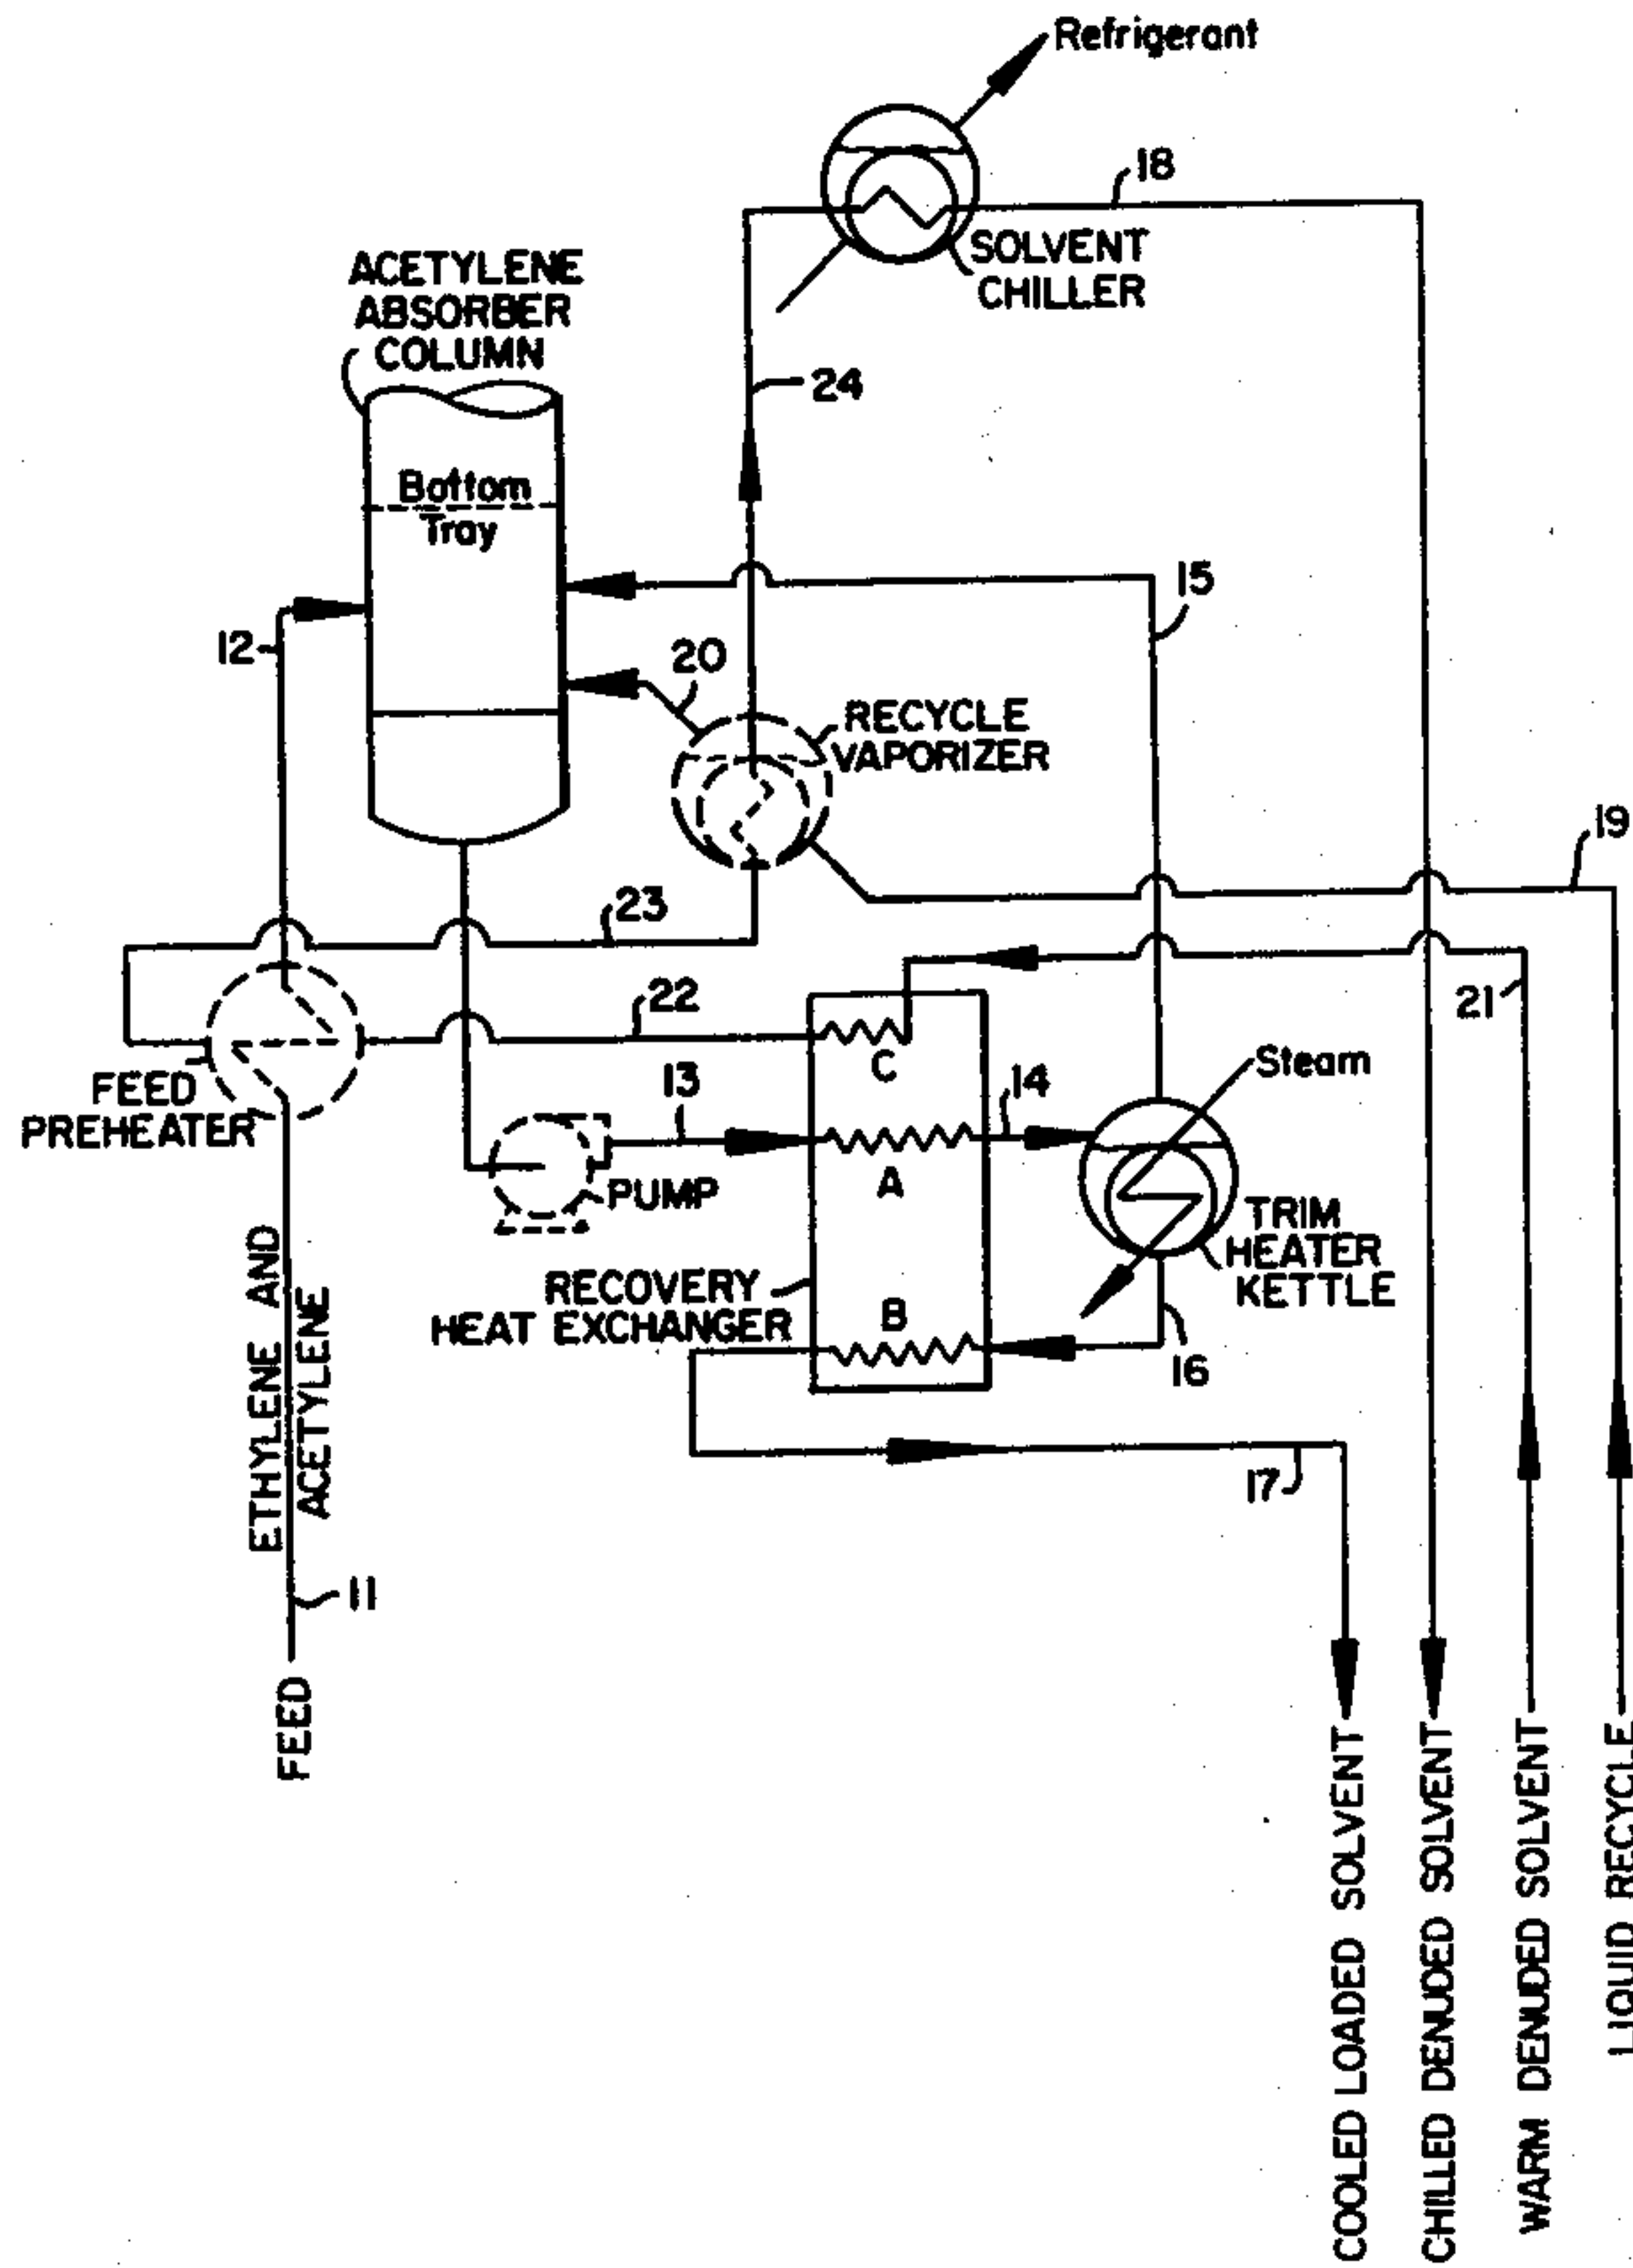 Refrigerant
18
SOLVENT
CHILLER
ACETYLENE
ABSORBER
COLUMN
24
Bottom
Tray
15
12
20
RECYCLE
VAPORIZER
19
23
22
21
C
13
14
Steam
FEED
PREHEATER
A
PUMP
TRIM
HEATER
KETTLE
RECOVERY
HEAT EXCHANGER
B
16
17
ETHYLENE AND
ACETYLENE
11
FEED
COOLED LOADED SOLVENT
CHILLED DENUDED SOLVENT
WARM DENUDED SOLVENT
LIQUID RECYCLE